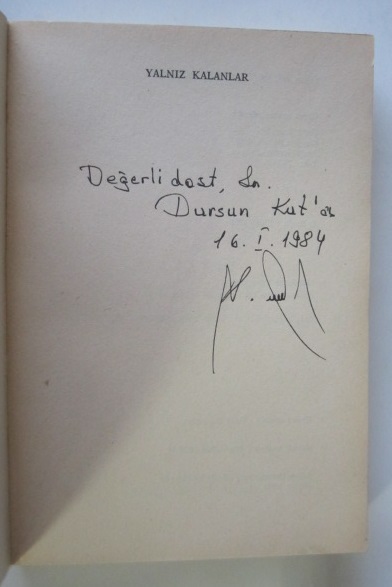 YALNIZ KALANLAR
Değerli dost, Sn.
Dursun Kut'a
16.I.1984